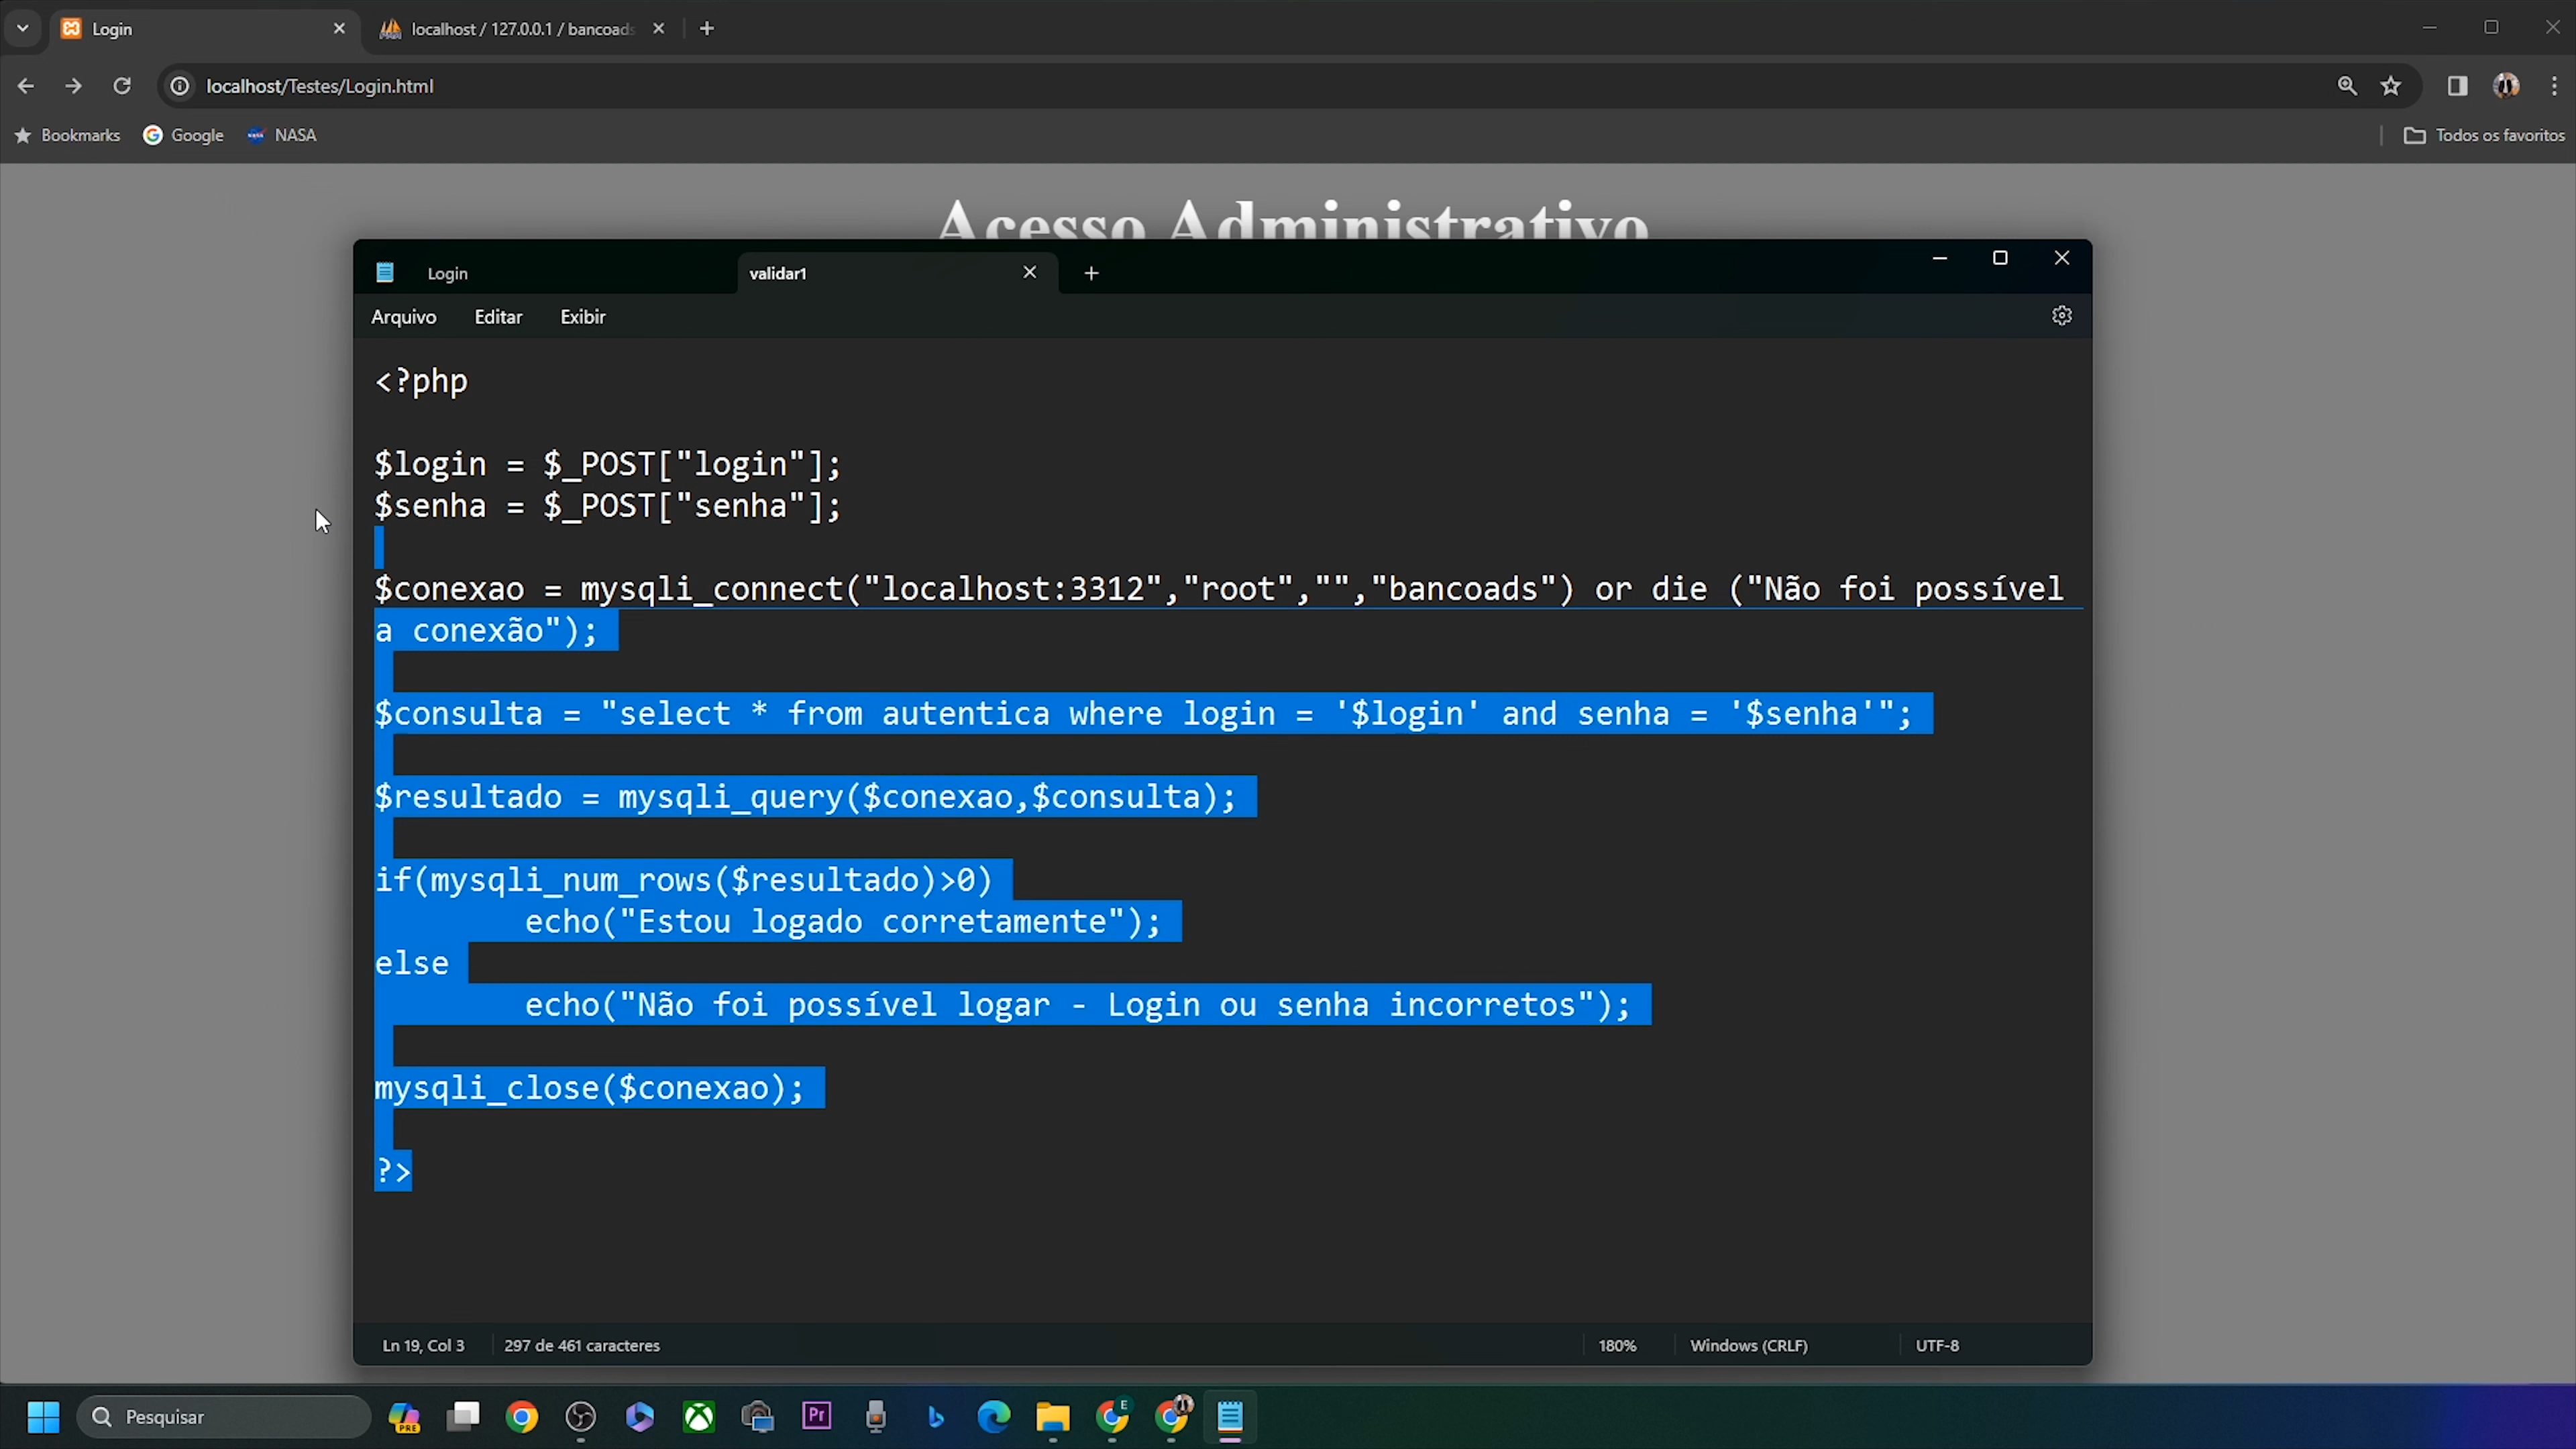 Login
localhost / 127.0.0.1 / bancoads
localhost/Testes/Login.html
Bookmarks
Google
NASA
Todos os favoritos
Acesso Administrativo
Login
validar1
Arquivo
Editar
Exibir
<?php
$login = $_POST["login"];
$senha = $_POST["senha"];
$conexao = mysqli_connect("localhost:3312","root","","bancoads") or die ("Não foi possível
a conexão");
$consulta = "select * from autentica where login = '$login' and senha = '$senha'";
$resultado = mysqli_query($conexao,$consulta);
if(mysqli_num_rows($resultado)>0)
echo("Estou logado corretamente");
else
echo("Não foi possível logar - Login ou senha incorretos");
mysqli_close($conexao);
?>
Ln 19, Col 3
297 de 461 caracteres
180%
Windows (CRLF)
UTF-8
Pesquisar
PRE
Pr
E